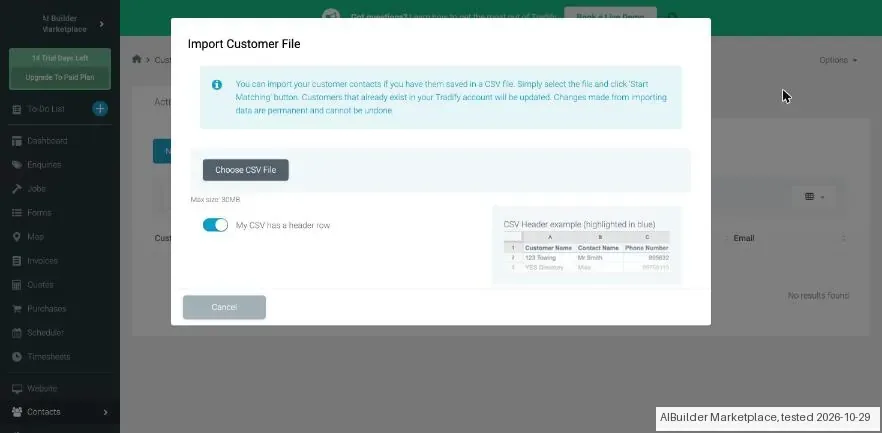 AI Builder
Marketplace
14 Trial Days Left
Upgrade To Paid Plan
To-Do List
Dashboard
Enquiries
Jobs
Forms
Map
Invoices
Quotes
Purchases
Scheduler
Timesheets
Website
Contacts
Got questions? Learn how to get the most out of Tradify
Book a Live Demo
Options
Import Customer File
You can import your customer contacts if you have them saved in a CSV file. Simply select the file and click 'Start
Matching' button. Customers that already exist in your Tradify account will be updated. Changes made from importing
data are permanent and cannot be undone.
Choose CSV File
Max size: 30MB
My CSV has a header row
CSV Header example (highlighted in blue)
A B C
1 Customer Name Contact Name Phone Number
2 123 Towing Mr Smith 995632
3 YES Directory
Cancel
Email
No results found
AIBuilder Marketplace, tested 2026-10-29